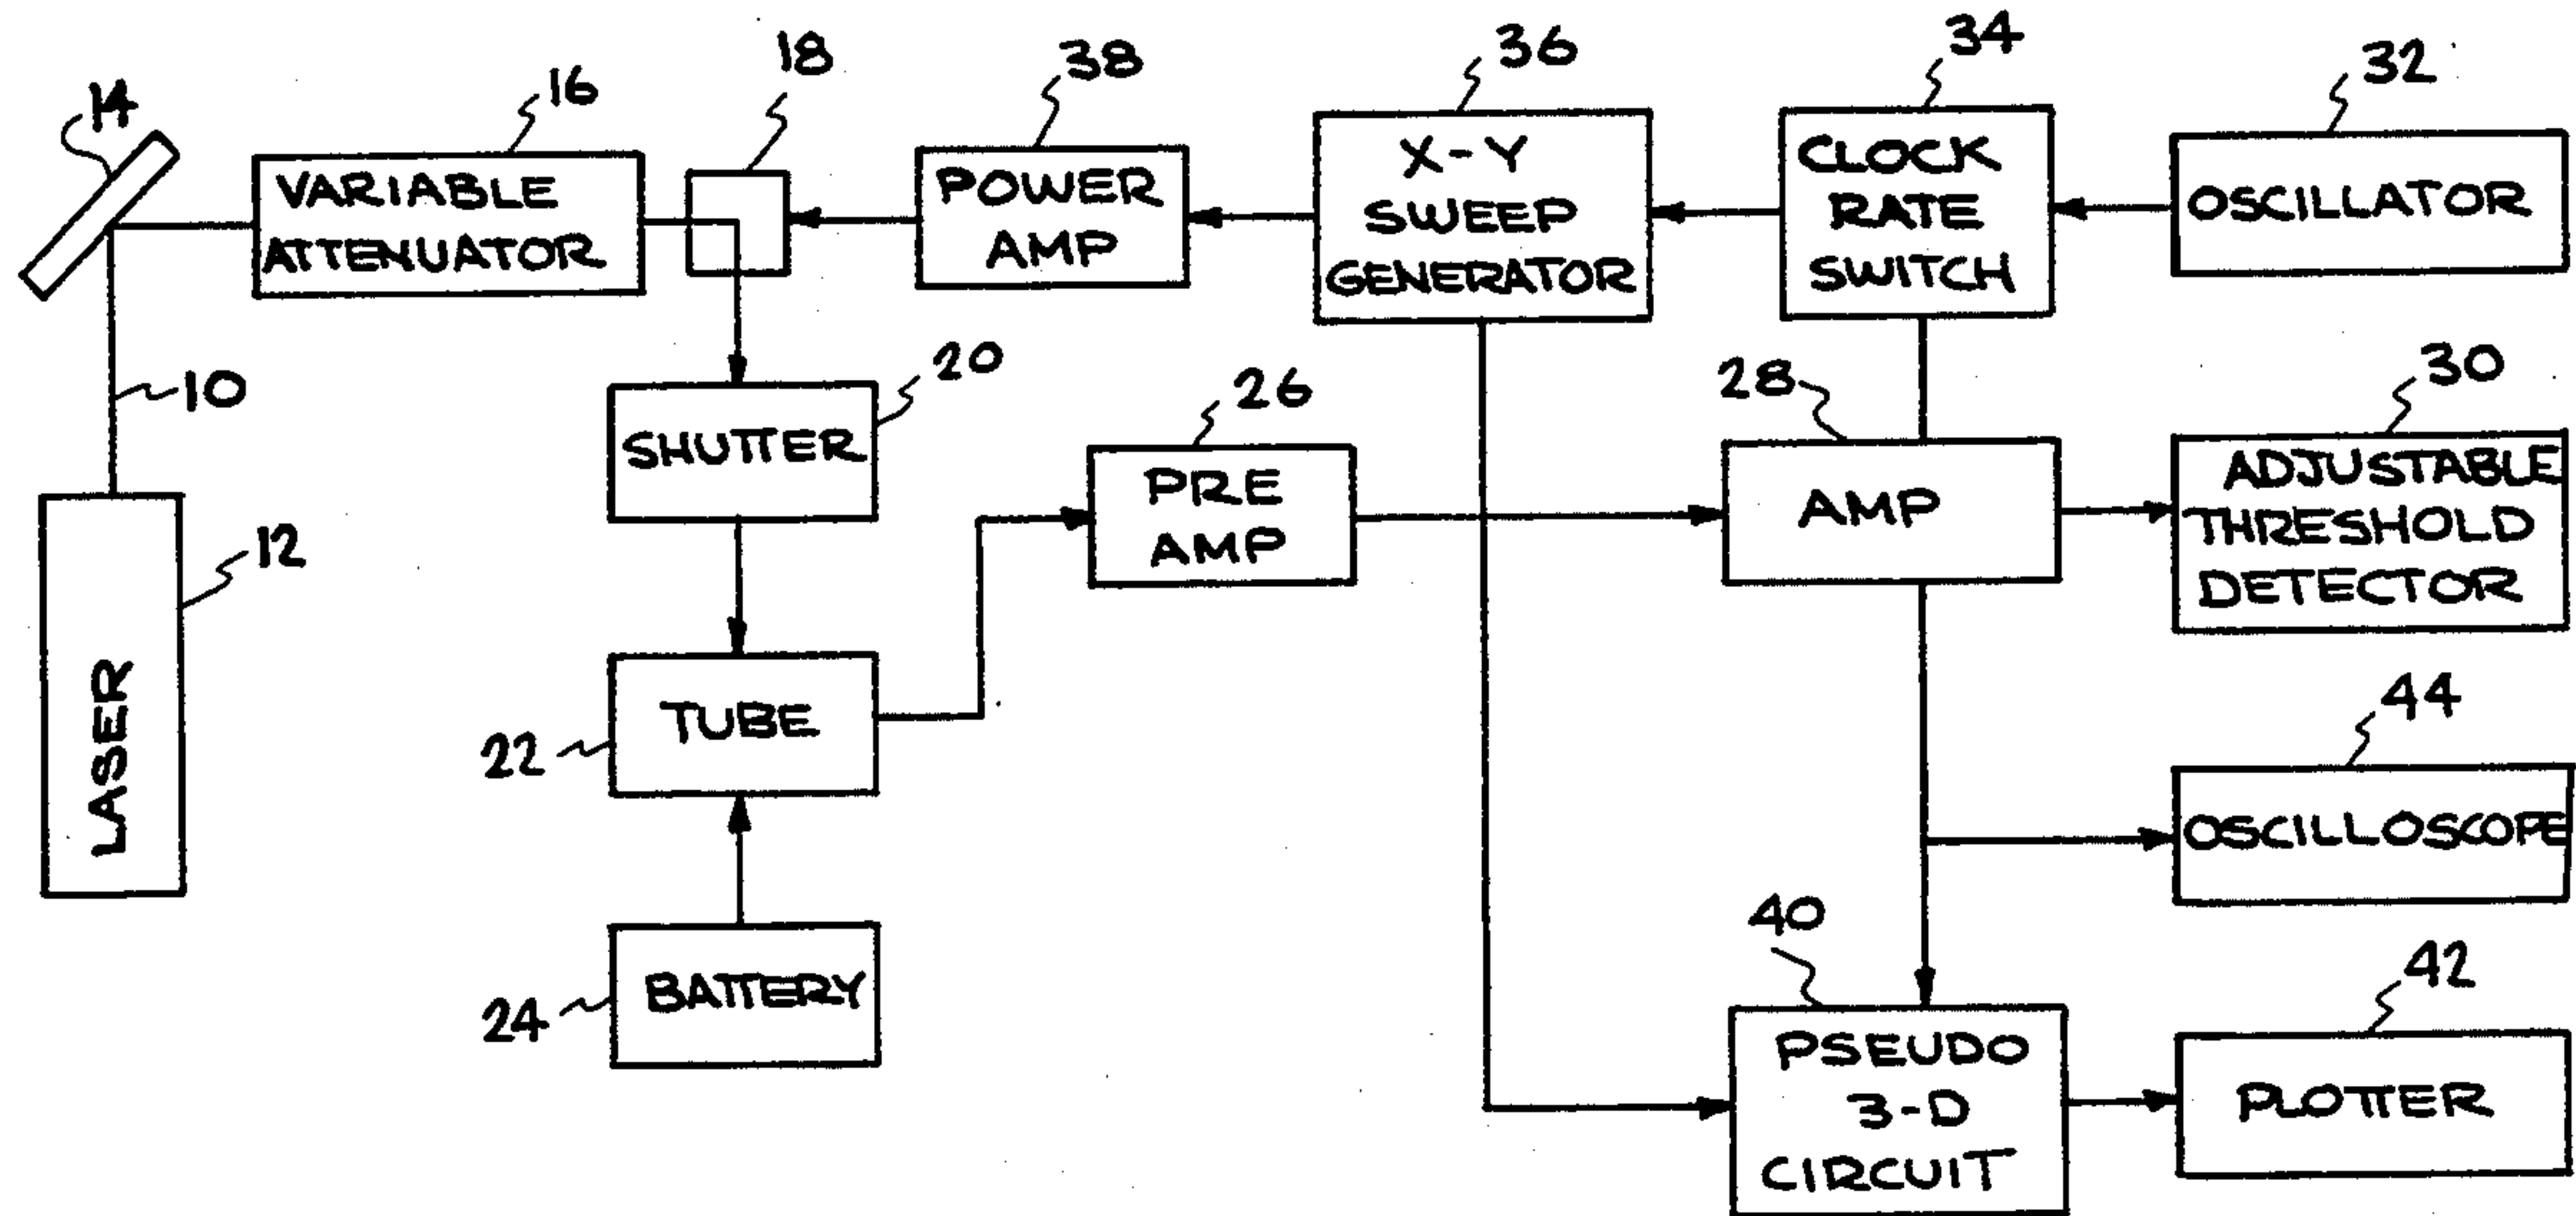 14
16
VARIABLE
ATTENUATOR
18
38
POWER
AMP
36
X-Y
SWEEP
GENERATOR
34
CLOCK
RATE
SWITCH
32
OSCILLATOR
10
12
LASER
20
SHUTTER
26
PRE
AMP
28
AMP
30
ADJUSTABLE
THRESHOLD
DETECTOR
22
TUBE
44
OSCILLOSCOPE
24
BATTERY
40
PSEUDO
3-D
CIRCUIT
42
PLOTTER